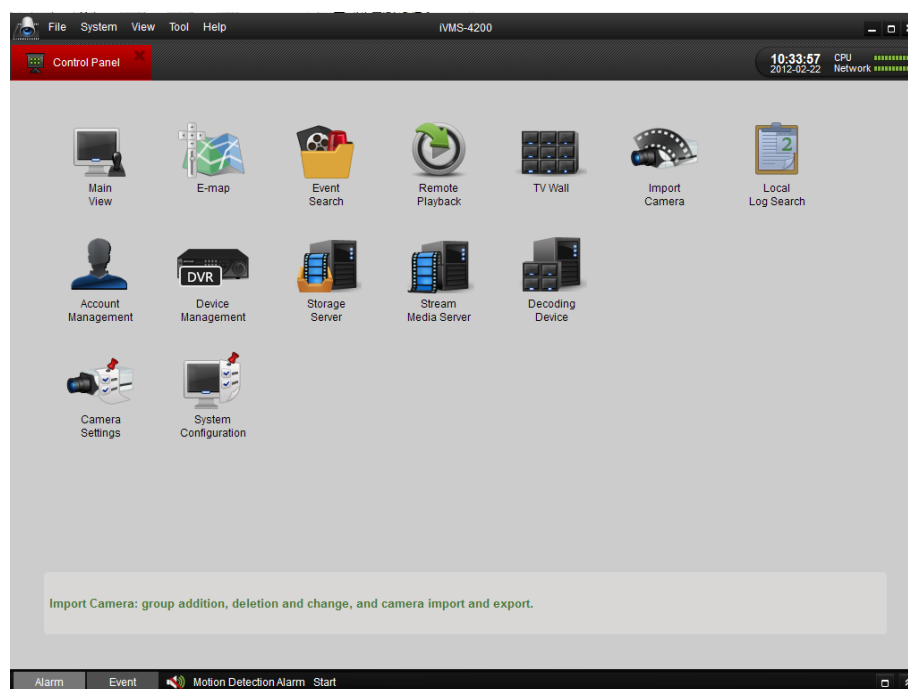 File System View Tool Help iVMS-4200
Control Panel
10:33:57 CPU
2012-02-22 Network
Main View
E-map
Event Search
Remote Playback
TV Wall
Import Camera
2
Local Log Search
Account Management
DVR
Device Management
Storage Server
Stream Media Server
Decoding Device
Camera Settings
System Configuration
Import Camera: group addition, deletion and change, and camera import and export.
Alarm Event Motion Detection Alarm Start